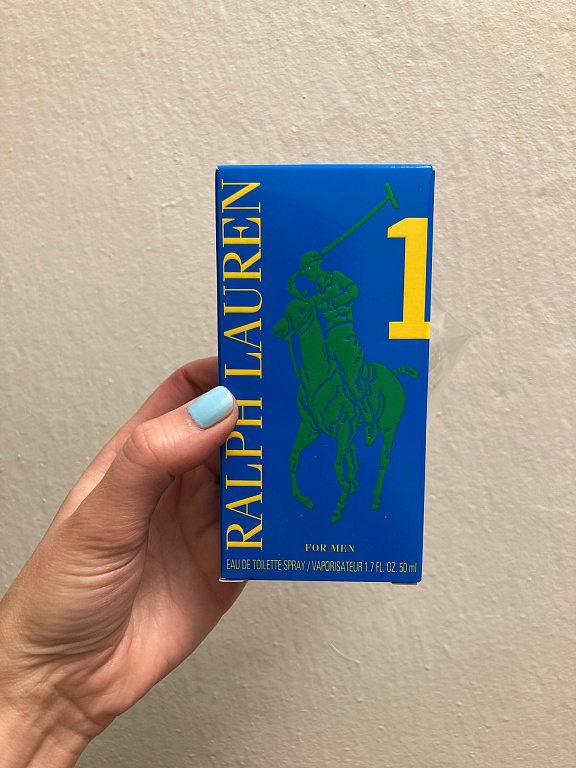 RALPH LAUREN
1
FOR MEN
EAU DE TOILETTE SPRAY / VAPORISATEUR 1.7 FL. OZ. 50 ml